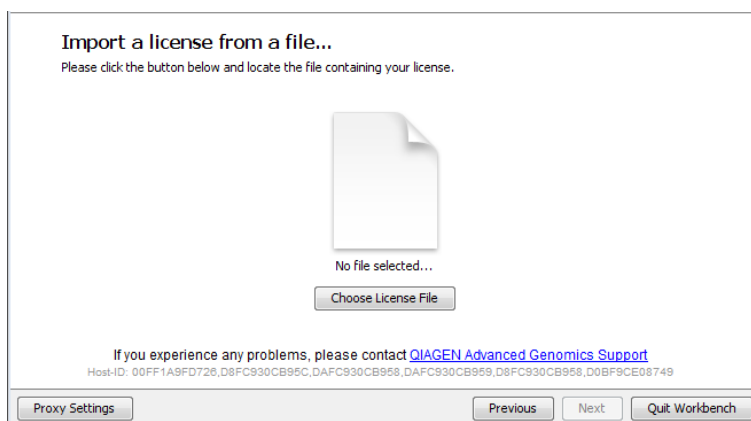 Import a license from a file...
Please click the button below and locate the file containing your license.
No file selected...
Choose License File
If you experience any problems, please contact QIAGEN Advanced Genomics Support
Host-ID: 00FF1A9FD726,D8FC930CB95C,DAFC930CB958,DAFC930CB959,D8FC930CB958,D0BF9CE08749
Proxy Settings
Previous
Next
Quit Workbench